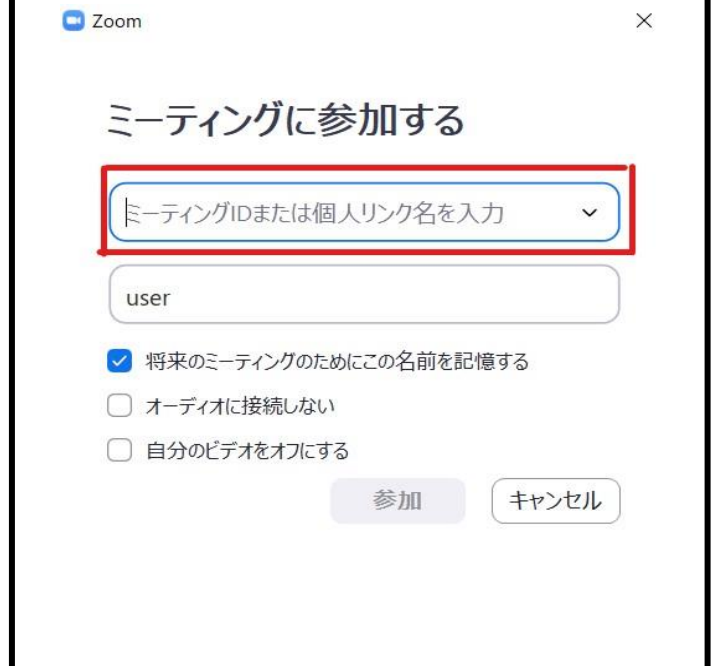 Zoom
ミーティングに参加する
ミーティングIDまたは個人リンク名を入力
user
将来のミーティングのためにこの名前を記憶する
オーディオに接続しない
自分のビデオをオフにする
参加 キャンセル